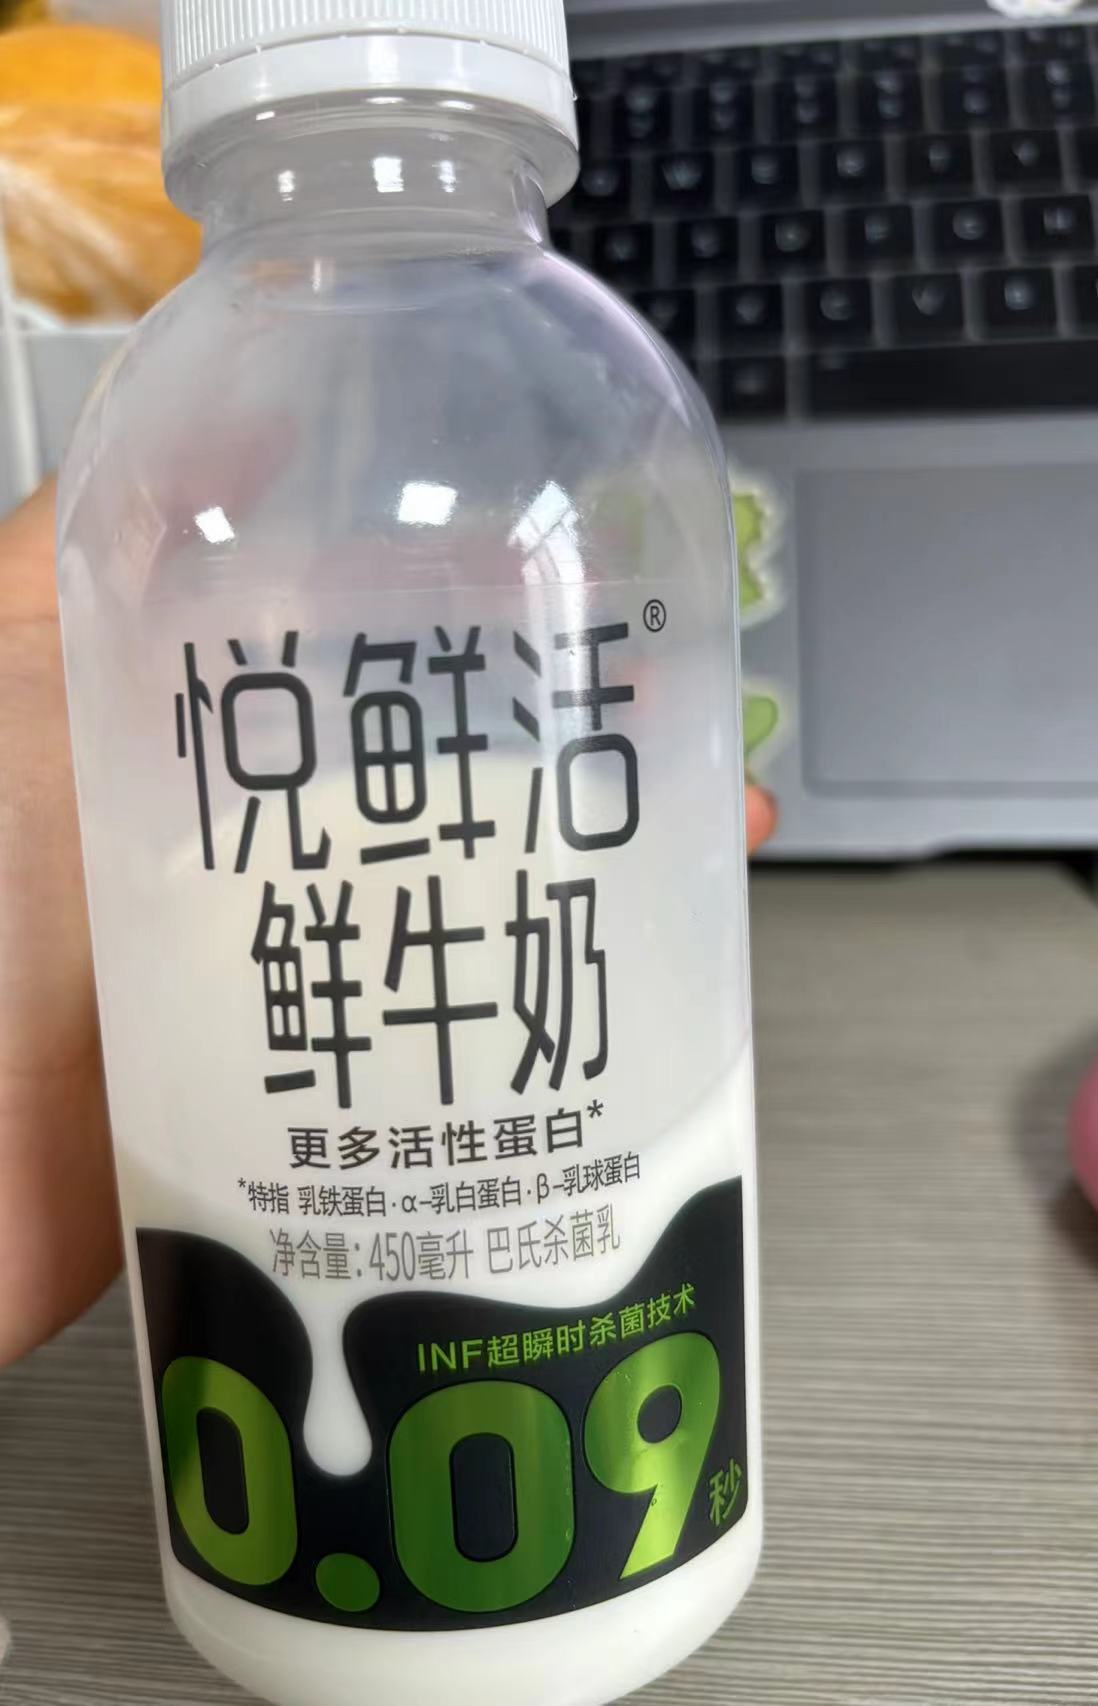 悦鲜活®
鲜牛奶
更多活性蛋白*
*特指 乳铁蛋白·α-乳白蛋白·β-乳球蛋白
净含量:450毫升 巴氏杀菌乳
INF超瞬时杀菌技术
0.09秒